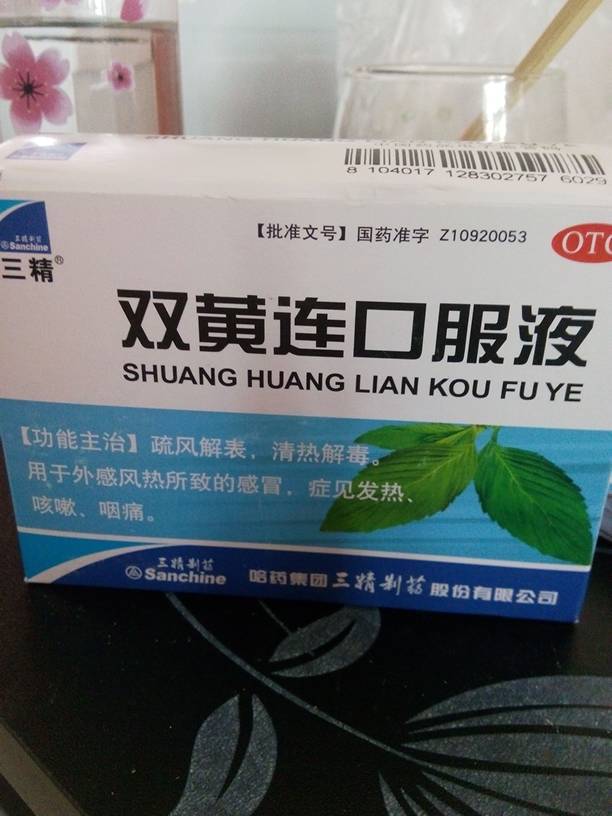 8 104017 128302757 6029
三精制药
Sanchine
三精®
【批准文号】国药准字 Z10920053
OTC
双黄连口服液
SHUANG HUANG LIAN KOU FU YE
【功能主治】疏风解表，清热解毒。
用于外感风热所致的感冒，症见发热、
咳嗽、咽痛。
三精制药
Sanchine
哈药集团三精制药股份有限公司